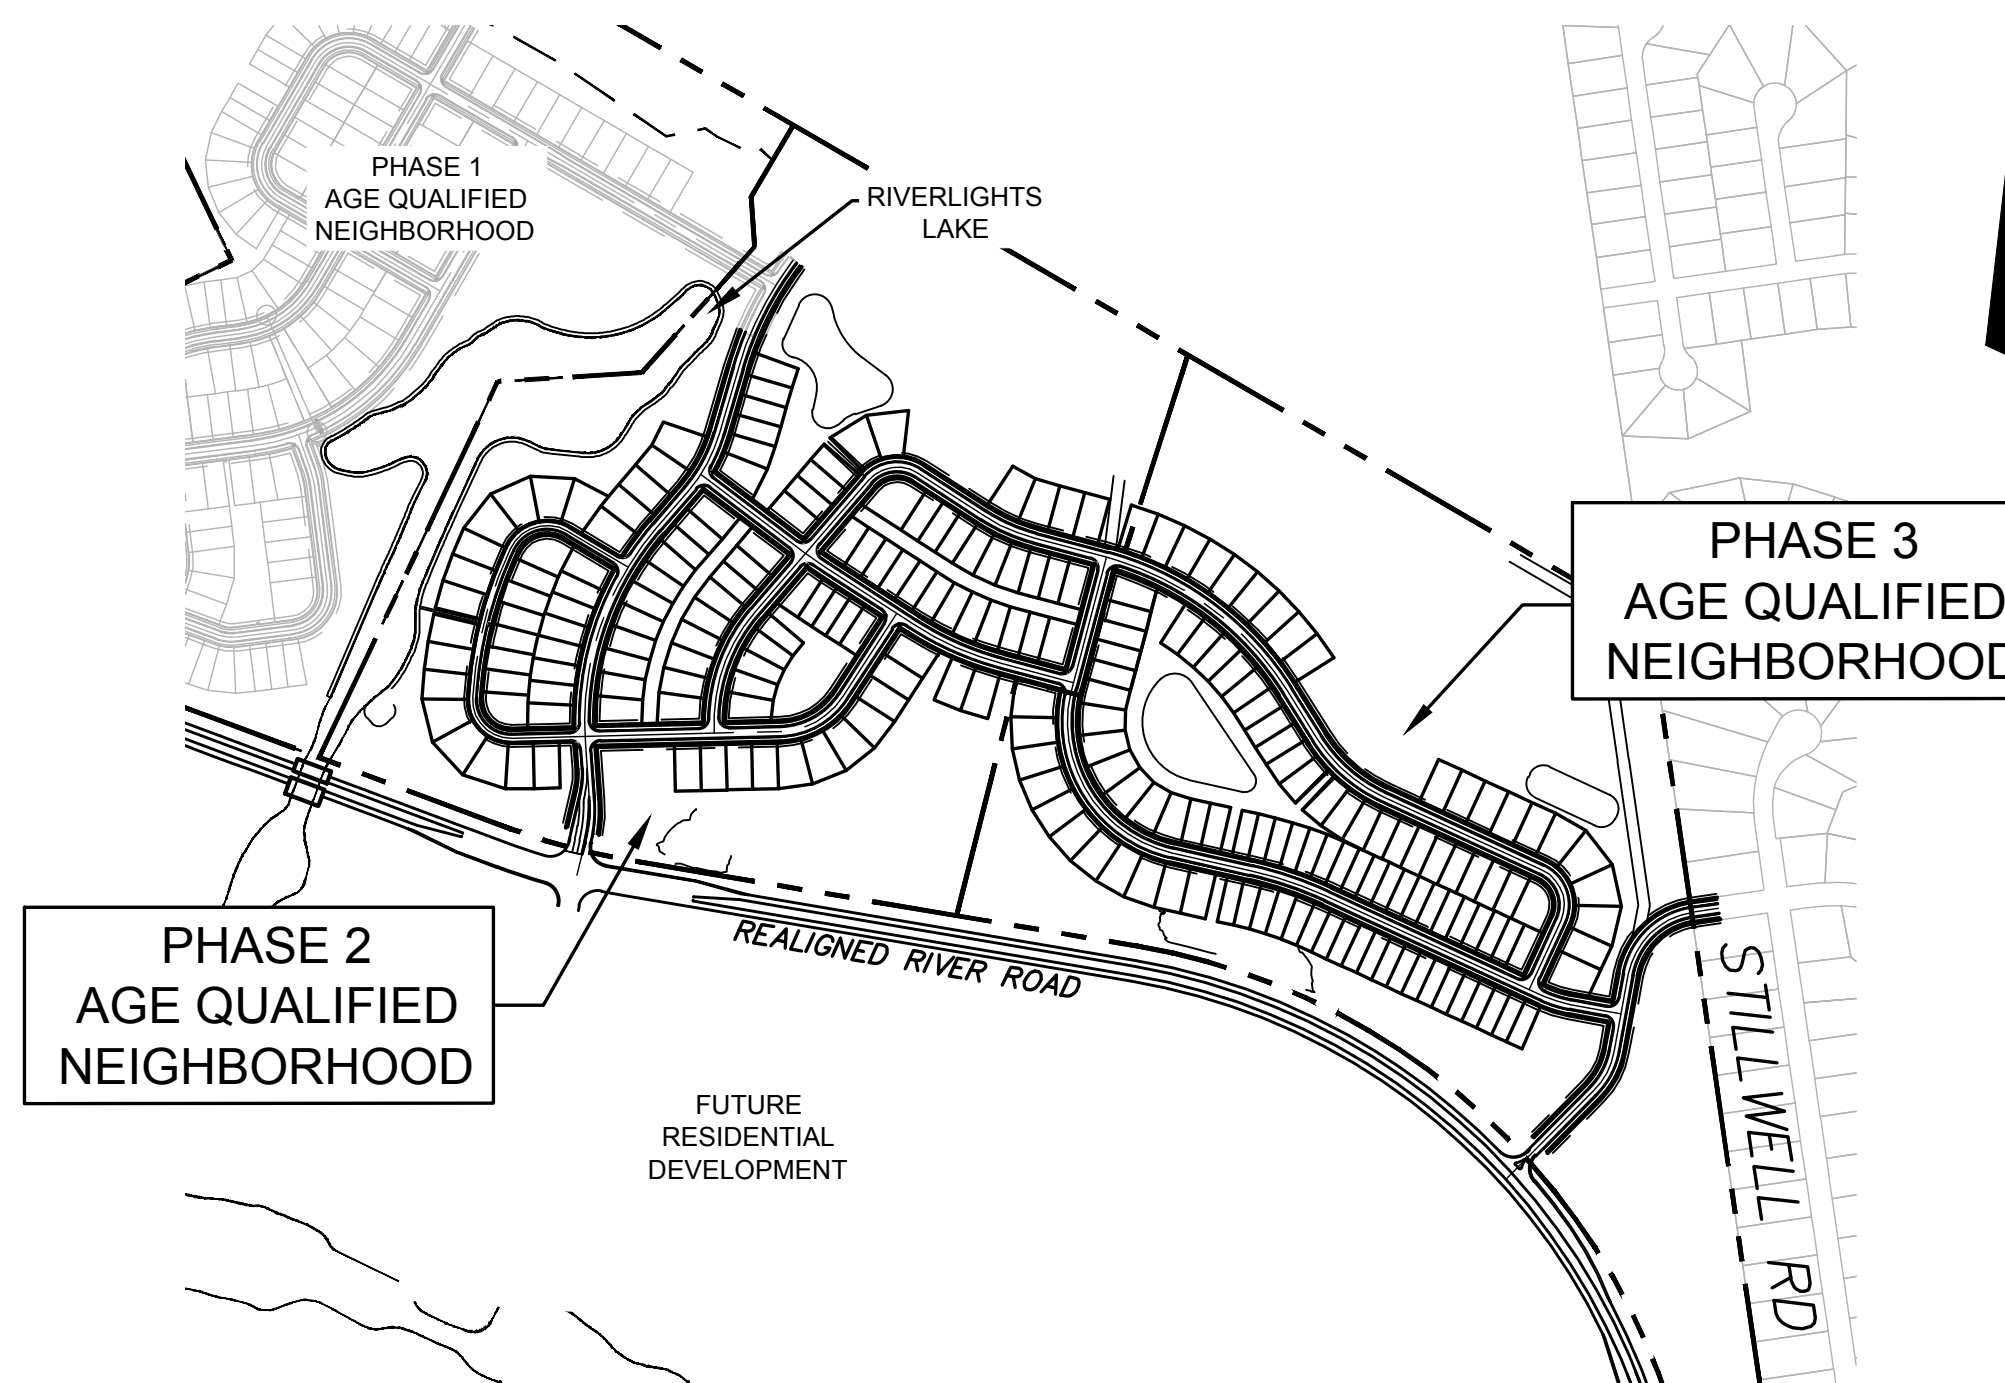 PHASE 1
AGE QUALIFIED
NEIGHBORHOOD
RIVERLIGHTS
LAKE
PHASE 3
AGE QUALIFIED
NEIGHBORHOOD
PHASE 2
AGE QUALIFIED
NEIGHBORHOOD
REALIGNED RIVER ROAD
STILLWELL RD
FUTURE
RESIDENTIAL
DEVELOPMENT